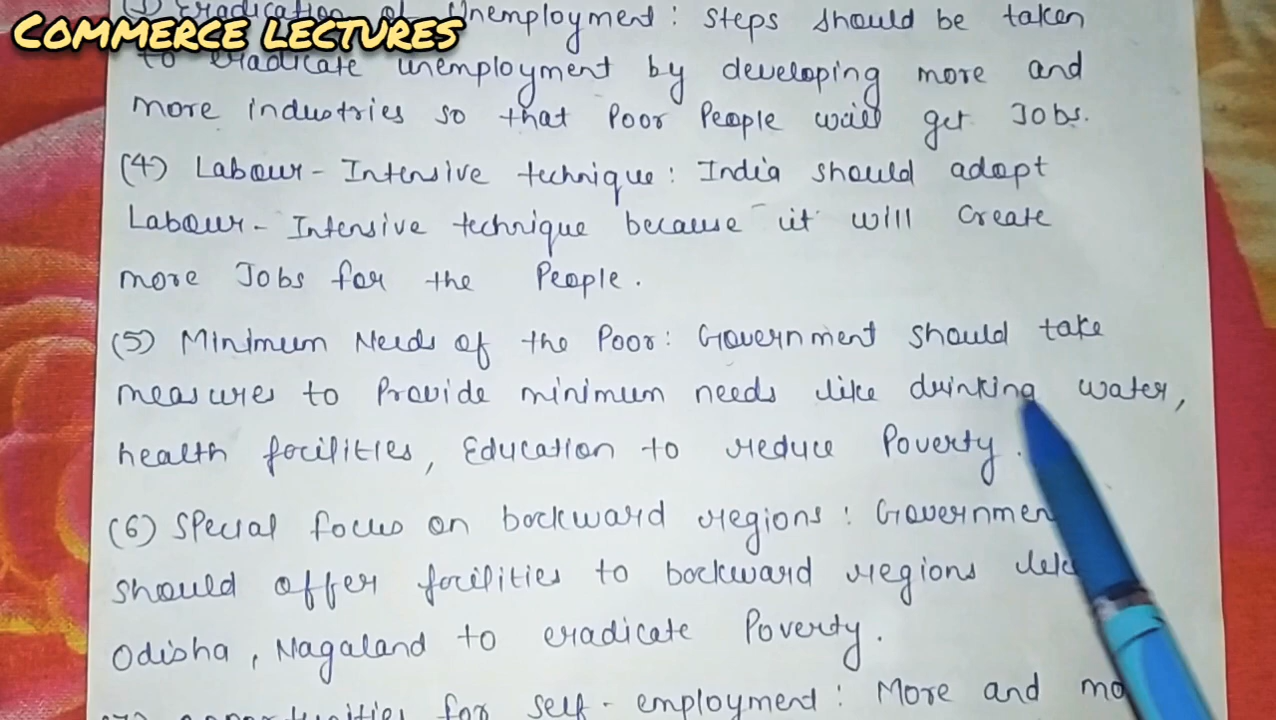 COMMERCE LECTURES
Eradication of Unemployment: steps should be taken
to eradicate unemployment by developing more and
more industries so that Poor People will get Jobs.
(4) Labour-Intensive technique: India should adopt
Labour-Intensive technique because it will create
more Jobs for the People.
(5) Minimum Needs of the Poor: Government should take
measures to Provide minimum needs like drinking water,
health facilities, Education to reduce Poverty.
(6) Special focus on backward regions: Governmen
should offer facilities to backward regions like
Odisha, Nagaland to eradicate Poverty.
opportunities for self-employment: More and mo